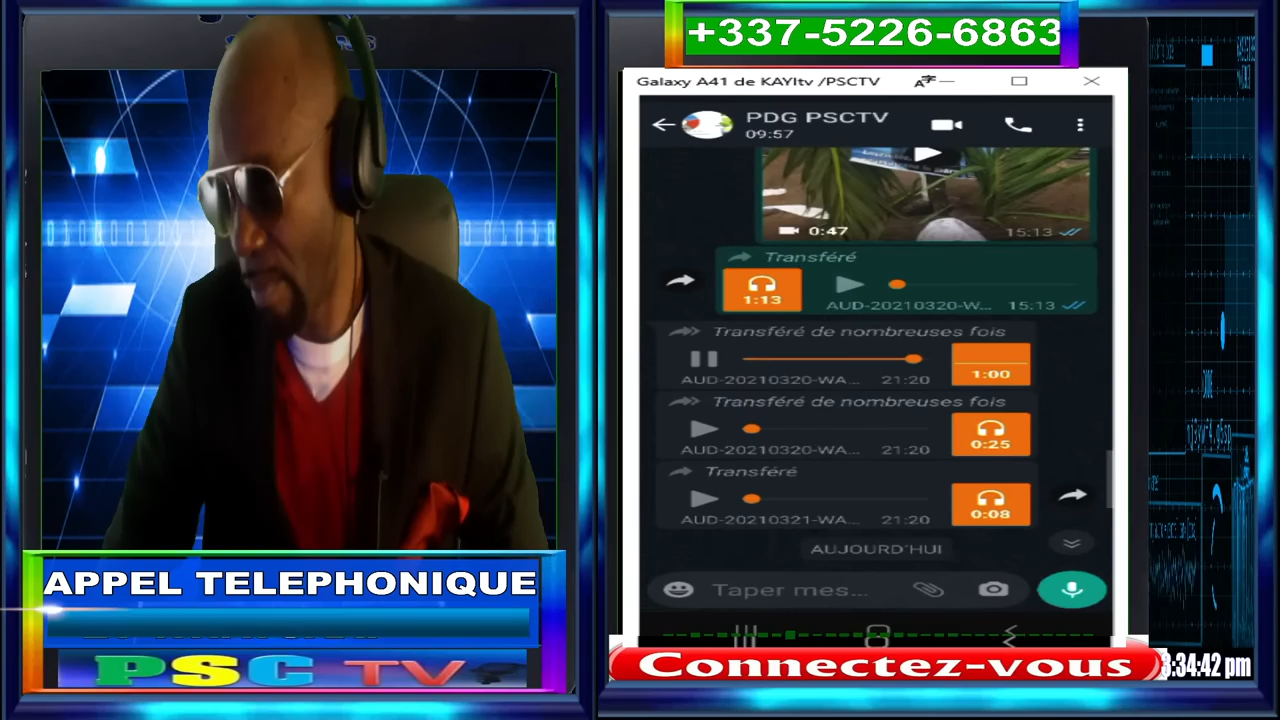 APPEL TELEPHONIQUE
PSC TV
+337-5226-6863
Galaxy A41 de KAYItv /PSCTV
PDG PSCTV
09:57
0:47
15:13
Transféré
1:13
AUD-20210320-W... 15:13
Transféré de nombreuses fois
AUD-20210320-WA... 21:20
1:00
Transféré de nombreuses fois
AUD-20210320-WA... 21:20
0:25
Transféré
AUD-20210321-WA... 21:20
0:08
AUJOURD'HUI
Taper mes...
Connectez-vous
3:34:42 pm